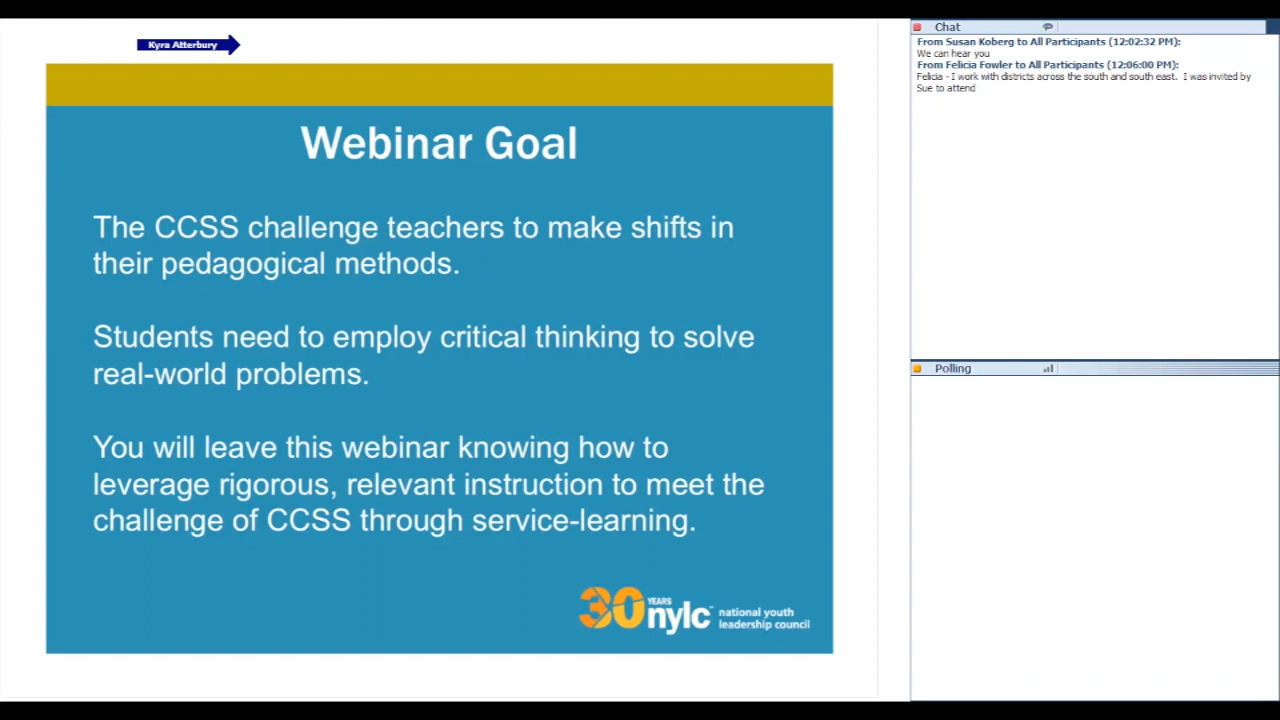 Kyra Atterbury
Webinar Goal
The CCSS challenge teachers to make shifts in
their pedagogical methods.
Students need to employ critical thinking to solve
real-world problems.
You will leave this webinar knowing how to
leverage rigorous, relevant instruction to meet the
challenge of CCSS through service-learning.
30 YEARS
nylc™ national youth
leadership council
Chat
From Susan Koberg to All Participants (12:02:32 PM):
We can hear you
From Felicia Fowler to All Participants (12:06:00 PM):
Felicia - I work with districts across the south and south east. I was invited by
Sue to attend
Polling